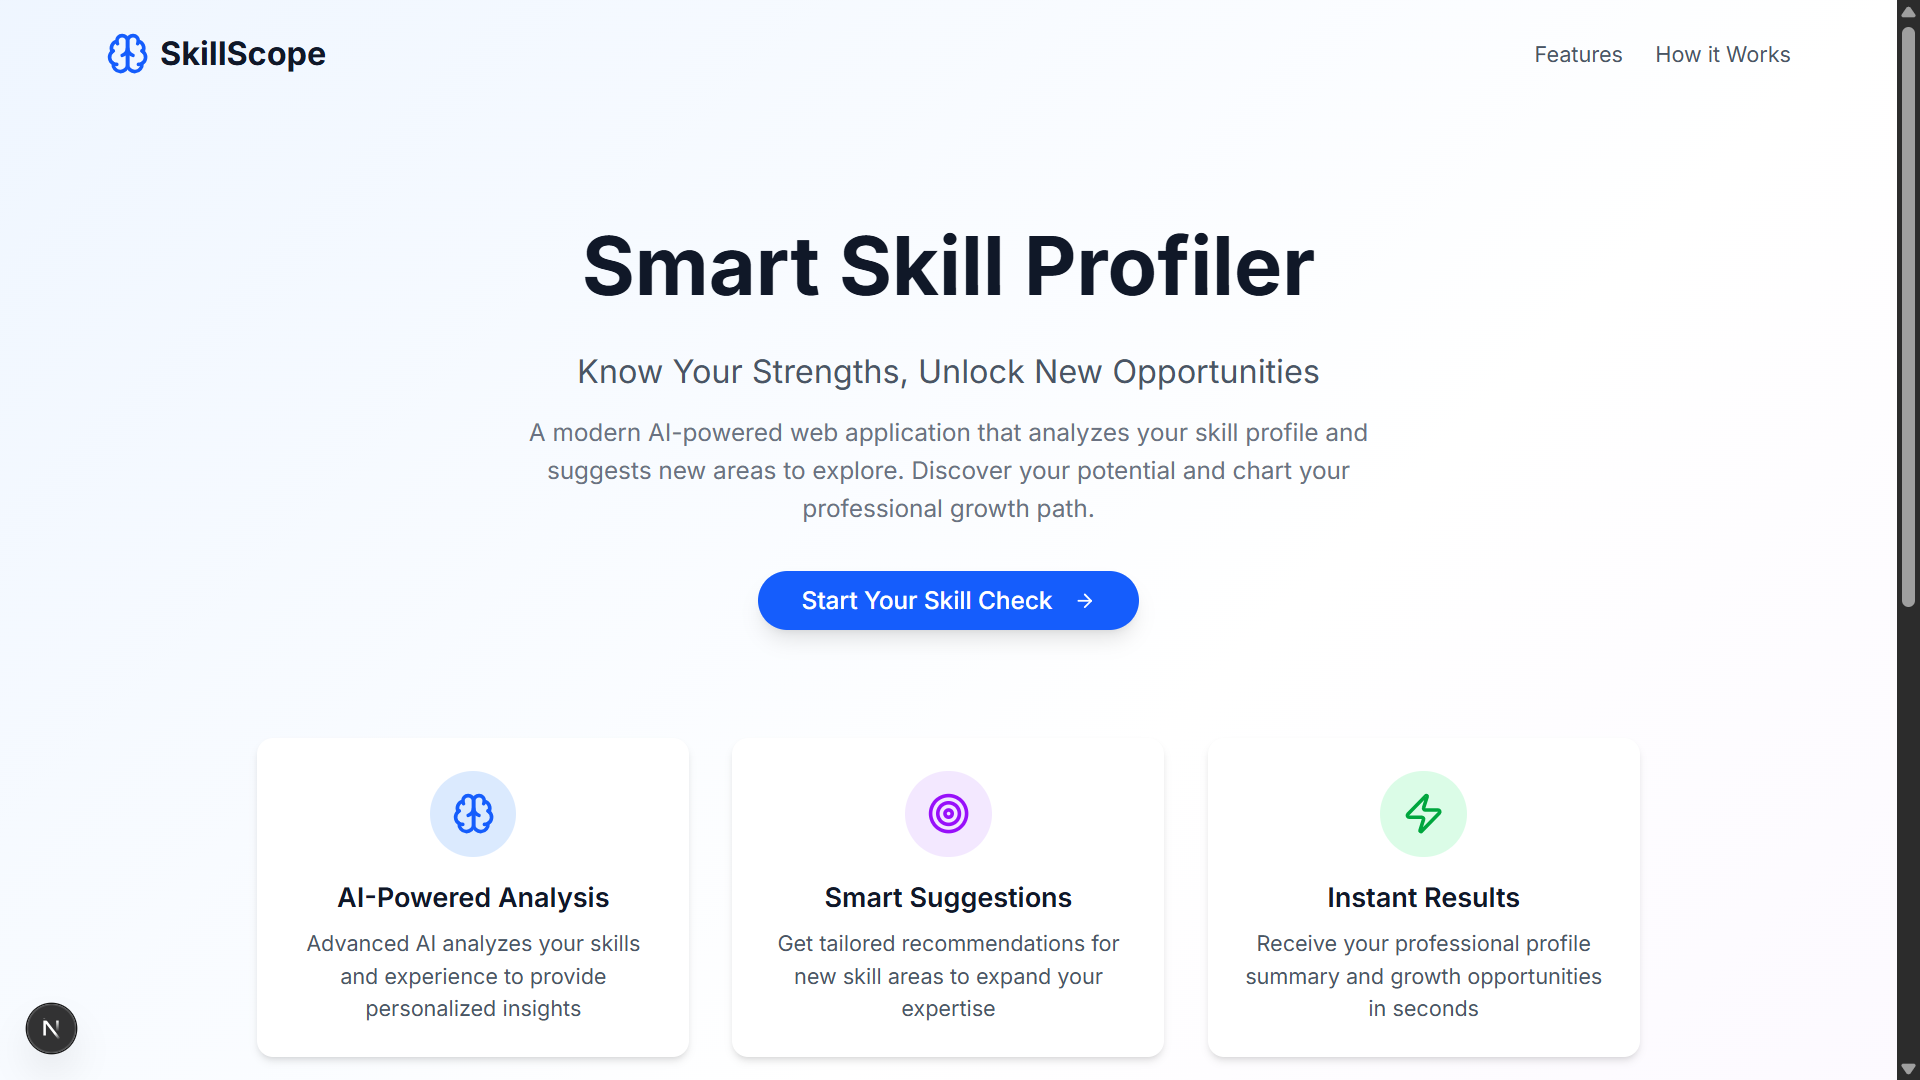 SkillScope
Features
How it Works
Smart Skill Profiler
Know Your Strengths, Unlock New Opportunities
A modern AI-powered web application that analyzes your skill profile and
suggests new areas to explore. Discover your potential and chart your
professional growth path.
Start Your Skill Check
AI-Powered Analysis
Advanced AI analyzes your skills
and experience to provide
personalized insights
Smart Suggestions
Get tailored recommendations for
new skill areas to expand your
expertise
Instant Results
Receive your professional profile
summary and growth opportunities
in seconds
N